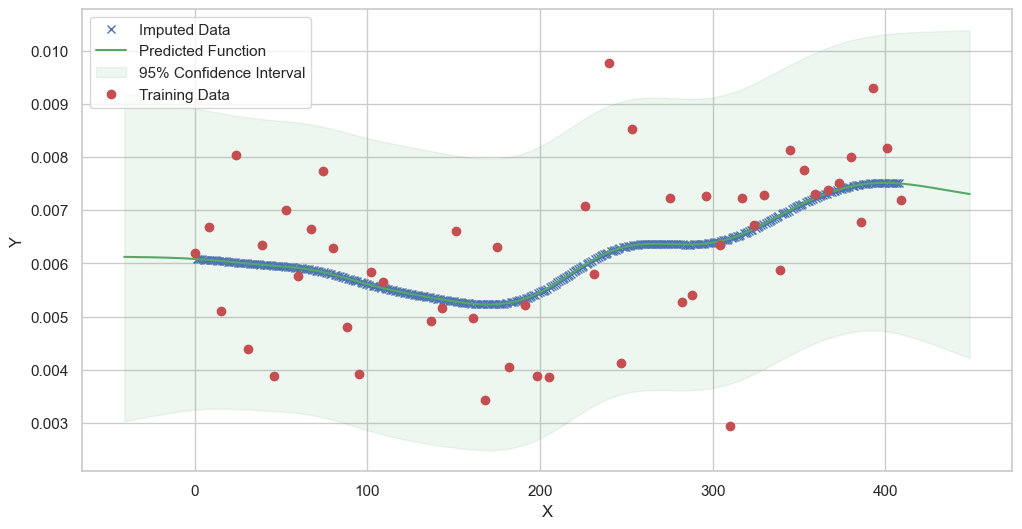 Imputed Data
Predicted Function
95% Confidence Interval
Training Data
0.010
0.009
0.008
0.007
0.006
0.005
0.004
0.003
Y
0
100
200
300
400
X